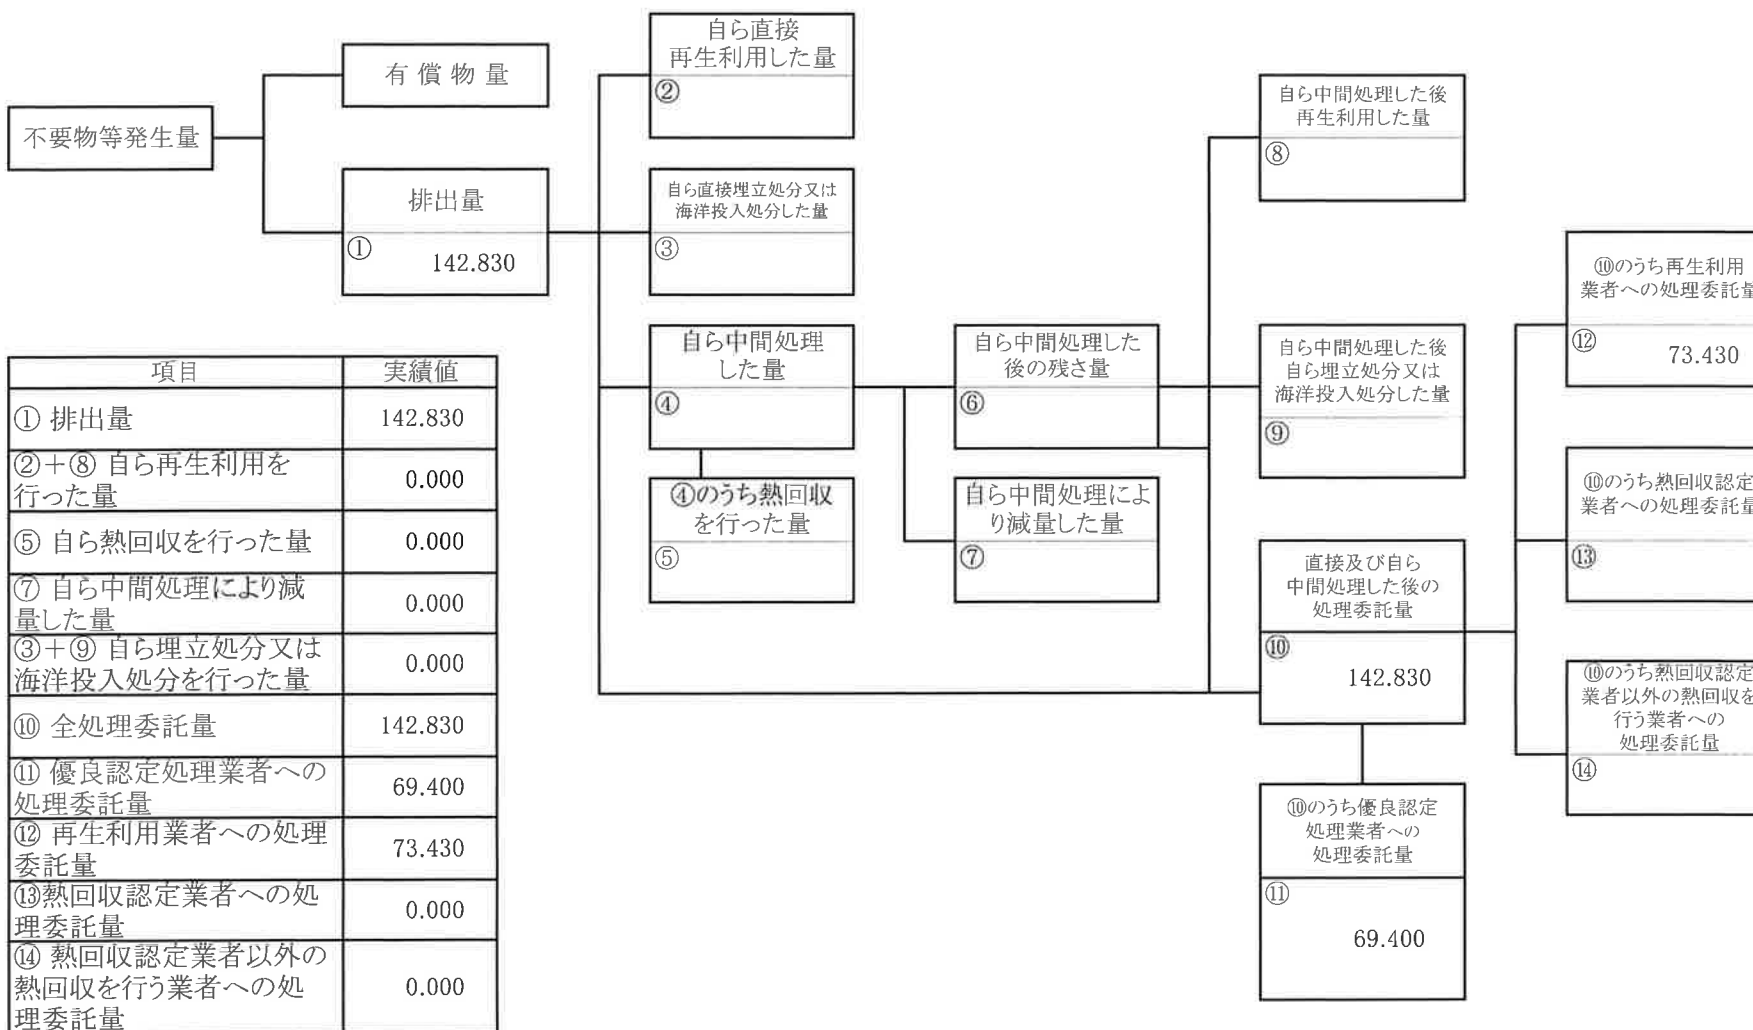 不要物等発生量
有償物量
排出量
①
142.830
自ら直接
再生利用した量
②
自ら直接埋立処分又は
海洋投入処分した量
③
自ら中間処理
した量
④
④のうち熱回収
を行った量
⑤
自ら中間処理した
後の残さ量
⑥
自ら中間処理によ
り減量した量
⑦
自ら中間処理した後
再生利用した量
⑧
自ら中間処理した後
自ら埋立処分又は
海洋投入処分した量
⑨
直接及び自ら
中間処理した後の
処理委託量
⑩
142.830
⑩のうち優良認定
処理業者への
処理委託量
⑪
69.400
⑩のうち再生利用
業者への処理委託量
⑫
73.430
⑩のうち熱回収認定
業者への処理委託量
⑬
⑩のうち熱回収認定
業者以外の熱回収を
行う業者への
処理委託量
⑭
項目 実績値
① 排出量 142.830
②+⑧ 自ら再生利用を
行った量 0.000
⑤ 自ら熱回収を行った量 0.000
⑦ 自ら中間処理により減
量した量 0.000
③+⑨ 自ら埋立処分又は
海洋投入処分を行った量 0.000
⑩ 全処理委託量 142.830
⑪ 優良認定処理業者への
処理委託量 69.400
⑫ 再生利用業者への処理
委託量 73.430
⑬熱回収認定業者への処
理委託量 0.000
⑭ 熱回収認定業者以外の
熱回収を行う業者への処
理委託量 0.000